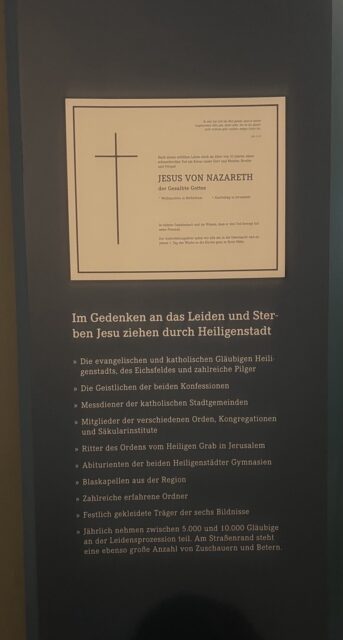 JESUS VON NAZARETH
der Gesalbte Gottes
* Weihnachten in Bethlehem
Im Gedenken an das Leiden und Ster-
ben Jesu ziehen durch Heiligenstadt
» Die evangelischen und katholischen Gläubigen Heili-
genstadts, des Eichsfeldes und zahlreiche Pilger
» Die Geistlichen der beiden Konfessionen
» Messdiener der katholischen Stadtgemeinden
» Mitglieder der verschiedenen Orden, Kongregationen
und Säkularinstitute
» Ritter des Ordens vom Heiligen Grab in Jerusalem
» Abiturienten der beiden Heiligenstädter Gymnasien
» Blaskapellen aus der Region
» Zahlreiche erfahrene Ordner
» Festlich gekleidete Träger der sechs Bildnisse
» Jährlich nehmen zwischen 5.000 und 10.000 Gläubige
an der Leidensprozession teil. Am Straßenrand steht
eine ebenso große Anzahl von Zuschauern und Betern.